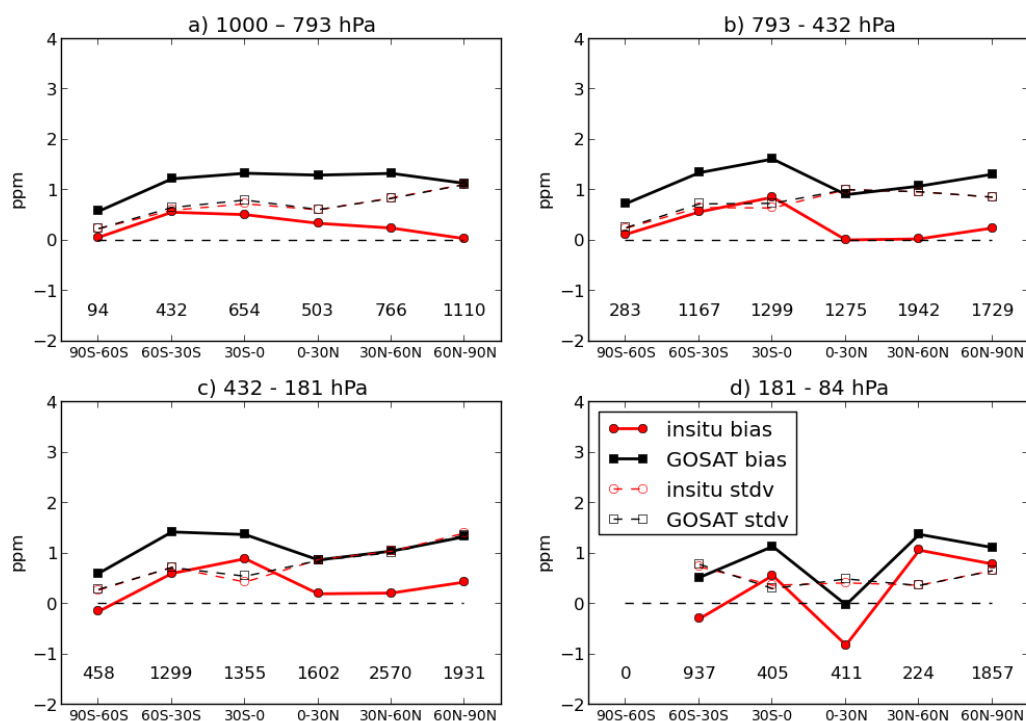 a) 1000 – 793 hPa
4
3
2
1
0
−1
−2
ppm
94 432 654 503 766 1110
90S-60S 60S-30S 30S-0 0-30N 30N-60N 60N-90N
b) 793 - 432 hPa
4
3
2
1
0
−1
−2
ppm
283 1167 1299 1275 1942 1729
90S-60S 60S-30S 30S-0 0-30N 30N-60N 60N-90N
c) 432 - 181 hPa
4
3
2
1
0
−1
−2
ppm
458 1299 1355 1602 2570 1931
90S-60S 60S-30S 30S-0 0-30N 30N-60N 60N-90N
d) 181 - 84 hPa
4
3
2
1
0
−1
−2
ppm
insitu bias
GOSAT bias
insitu stdv
GOSAT stdv
0 937 405 411 224 1857
90S-60S 60S-30S 30S-0 0-30N 30N-60N 60N-90N